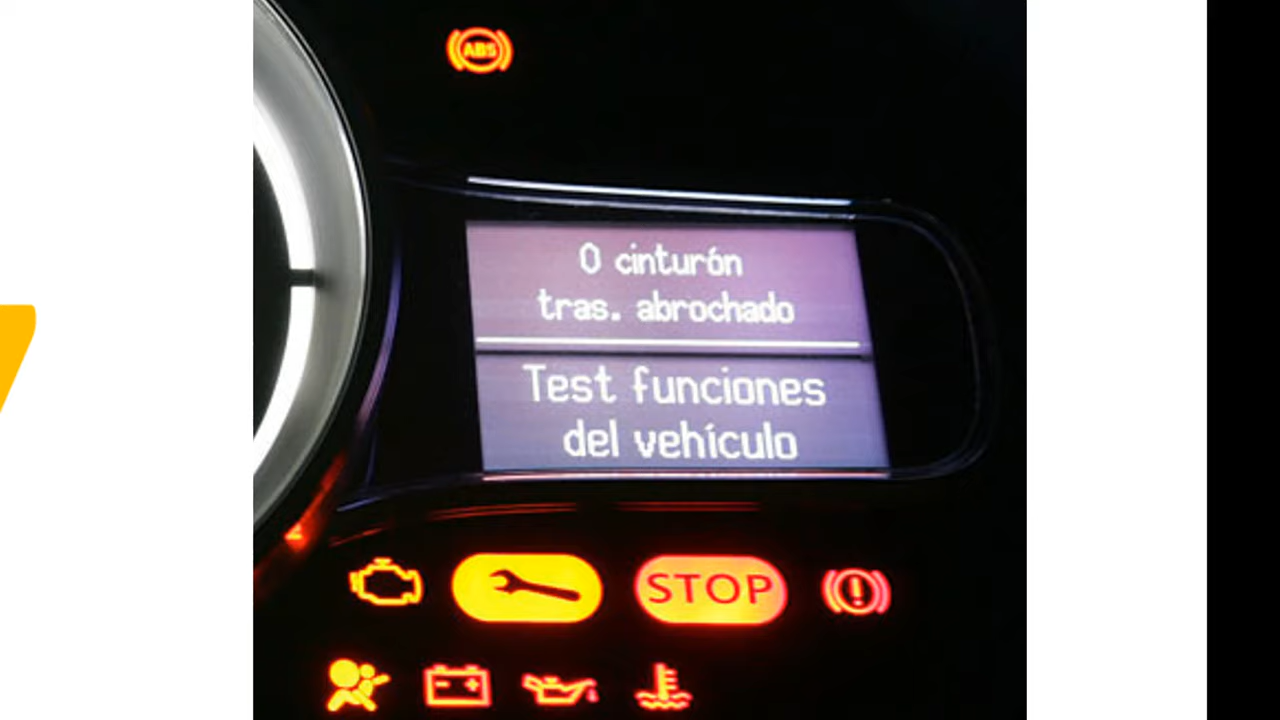 ABS
0 cinturón
tras. abrochado
Test funciones
del vehículo
STOP